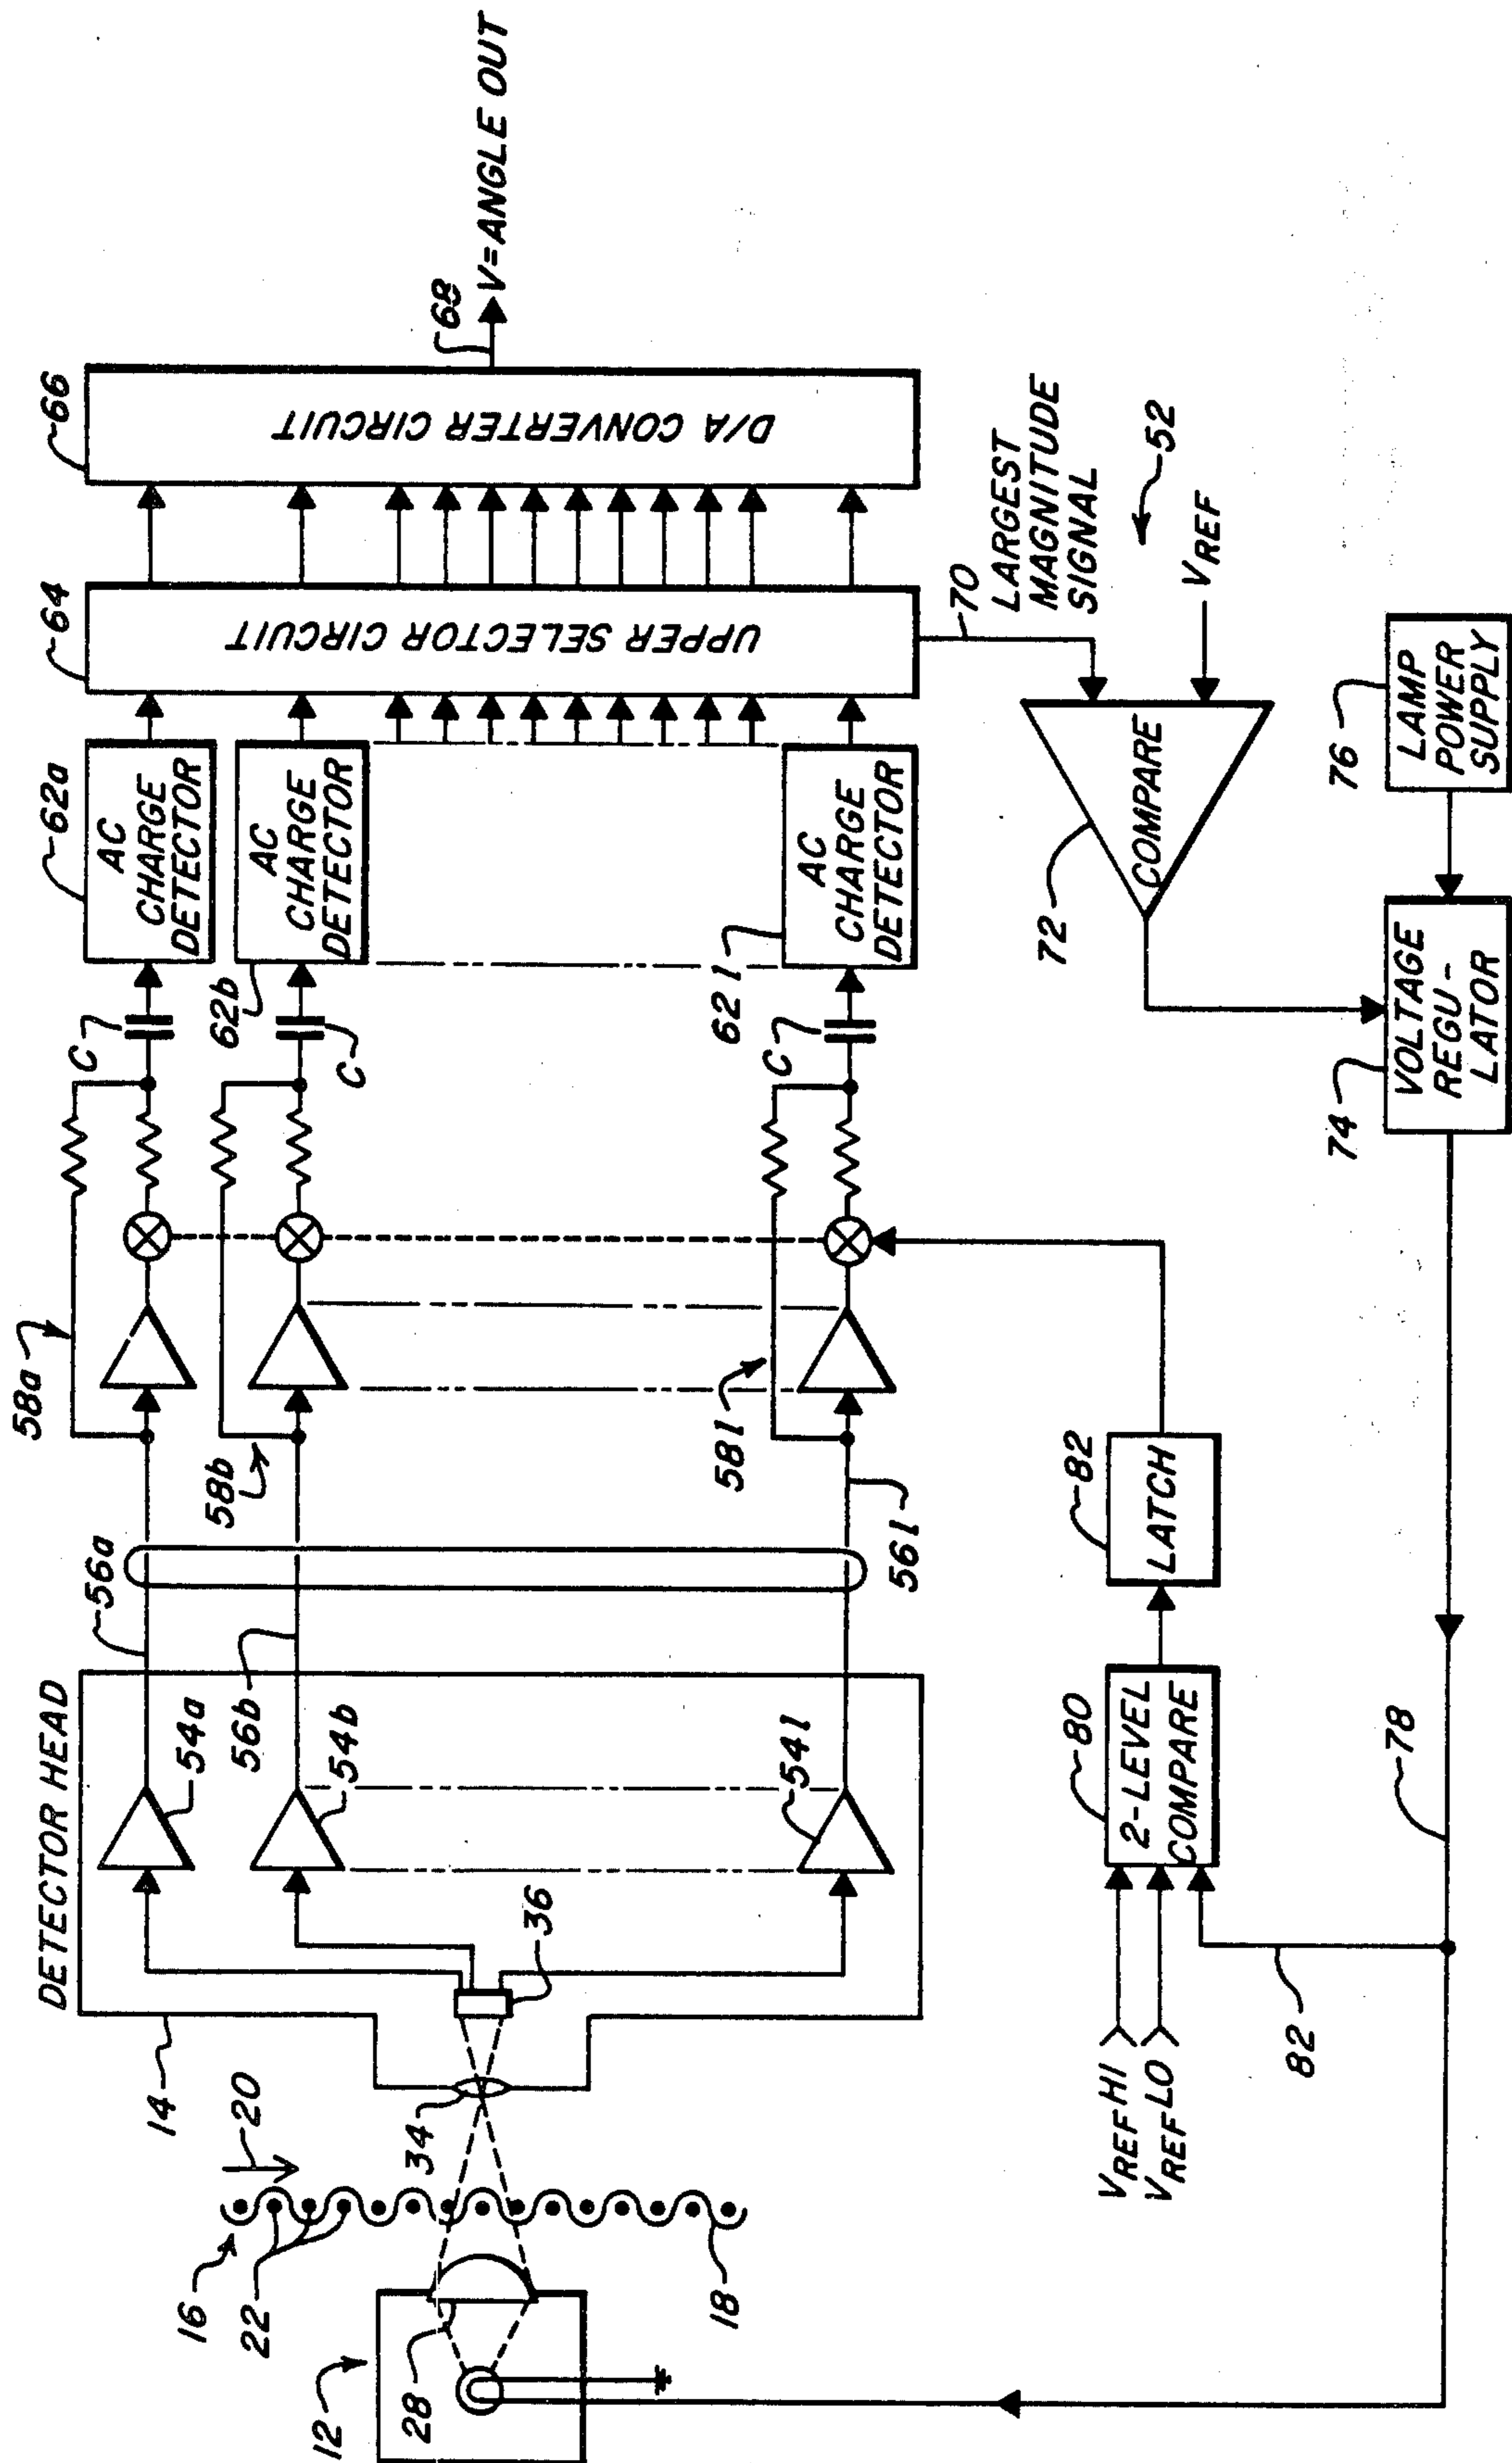 DETECTOR HEAD
14
20
16
22
12
28
18
34
36
54a
54b
54l
56a
56b
56l
58a
58b
58l
C
C
C
62a
AC
CHARGE
DETECTOR
62b
AC
CHARGE
DETECTOR
62l
AC
CHARGE
DETECTOR
64
UPPER SELECTOR CIRCUIT
66
D/A CONVERTER CIRCUIT
68
V=ANGLE OUT
70
LARGEST
MAGNITUDE
SIGNAL
52
VREF
COMPARE
72
76
LAMP
POWER
SUPPLY
74
VOLTAGE
REGU-
LATOR
78
VREF HI
VREF LO
82
80
2-LEVEL
COMPARE
82
LATCH